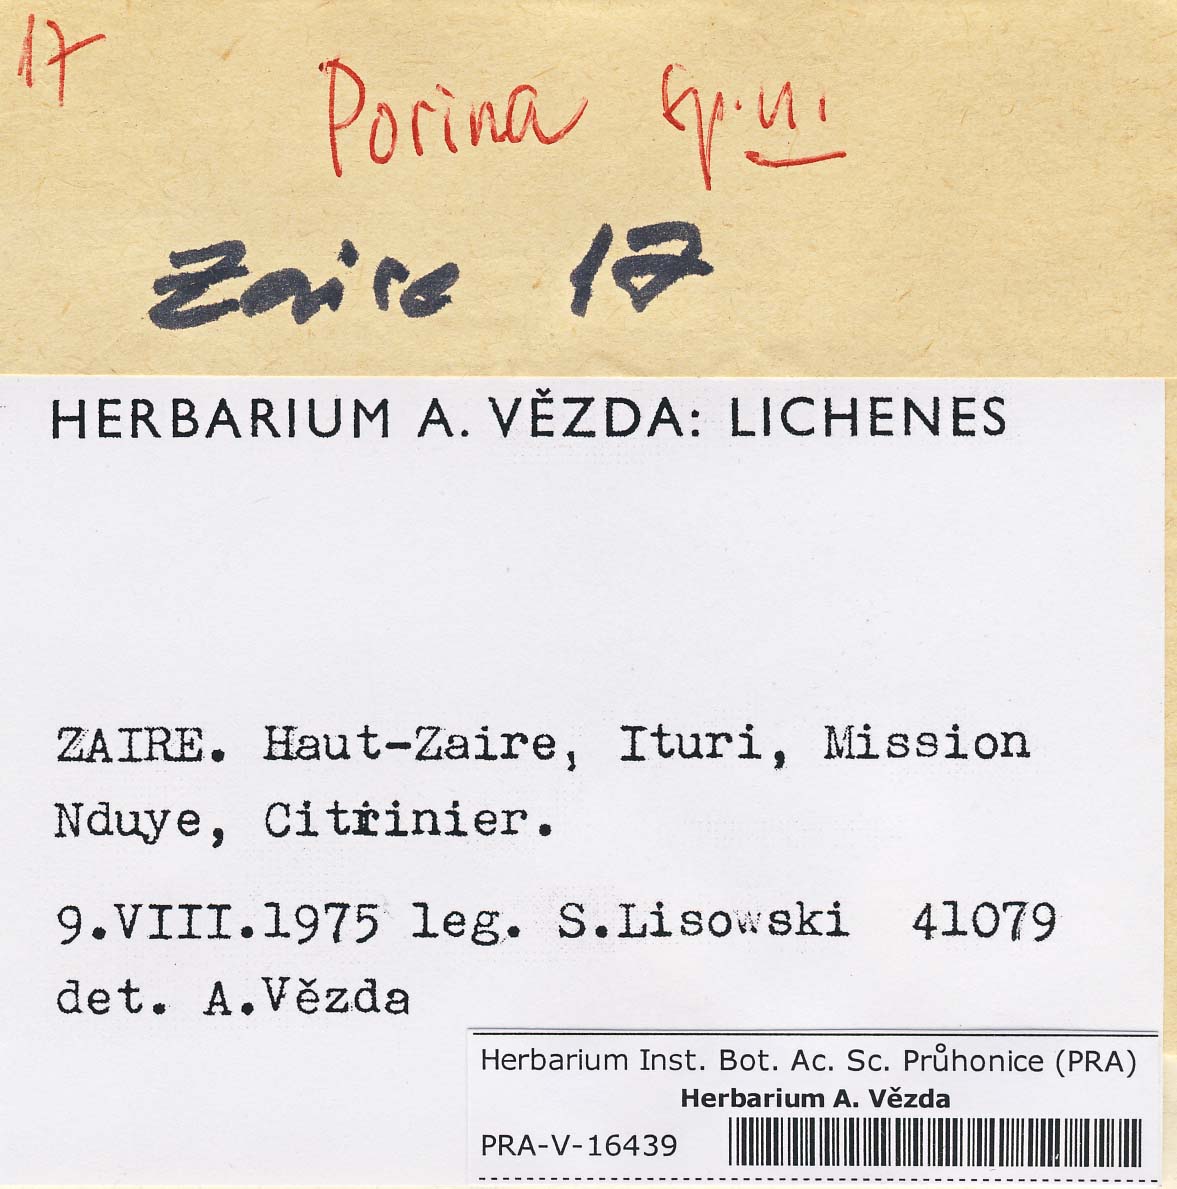 17
Porina sp.n.
Zaire 17
HERBARIUM A. VĚZDA: LICHENES
ZAIRE. Haut-Zaire, Ituri, Mission
Nduye, Citrinier.
9.VIII.1975 leg. S.Lisowski 41079
det. A.Vězda
Herbarium Inst. Bot. Ac. Sc. Průhonice (PRA)
Herbarium A. Vězda
PRA-V-16439